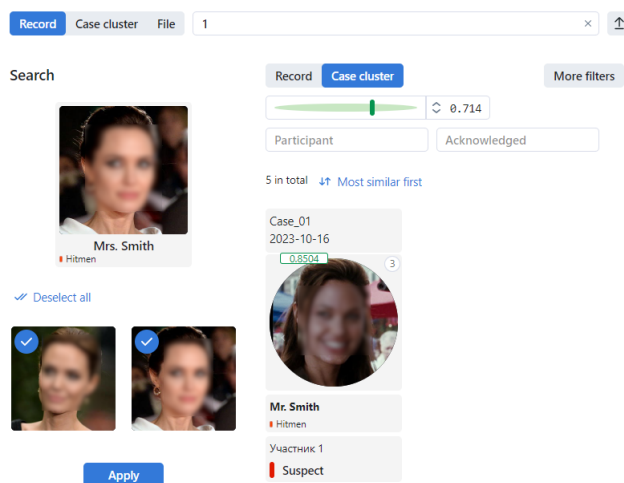 Record Case cluster File 1
Search
Record Case cluster More filters
0.714
Participant Acknowledged
5 in total Most similar first
Case_01
2023-10-16
0.8504
3
Mrs. Smith
Hitmen
Deselect all
Mr. Smith
Hitmen
Участник 1
Suspect
Apply